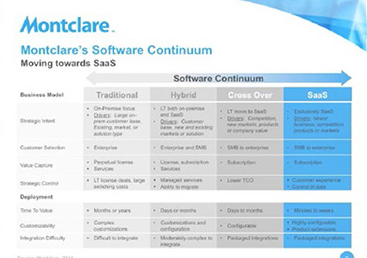 Montclare
Montclare's Software Continuum
Moving towards SaaS
Software Continuum
Business Model
Traditional
Hybrid
Cross Over
SaaS
Strategic Intent
• On-Premise focus
• Drivers: Large on-
prem customer base,
Existing, market, or
solution type
• LT both on-premise
and SaaS
• Drivers: Customer
base, new and existing
markets or solution
• LT move to SaaS
• Drivers: Competition,
new markets, products
or company value
• Exclusively SaaS
• Drivers: Newer
business, competition,
products or markets
Customer Selection
• Enterprise
• Enterprise and SMB
• SMB to enterprise
• SMB to enterprise
Value Capture
• Perpetual license
• Services
• License, subscription
• Services
• Subscription
• Subscription
Strategic Control
• LT license deals, large
switching costs
• Managed services
• Ability to migrate
• Lower TCO
• Customer experience
• Control of data
Deployment
Time To Value
• Months or years
• Days or months
• Days to months
• Minutes to weeks
Customizability
• Complex
customizations
• Customizations and
configuration
• Configurable
• Highly configurable
• Product extensions
Integration Difficulty
• Difficult to integrate
• Moderately complex to
integrate
• Packaged integrations
• Packaged integrations